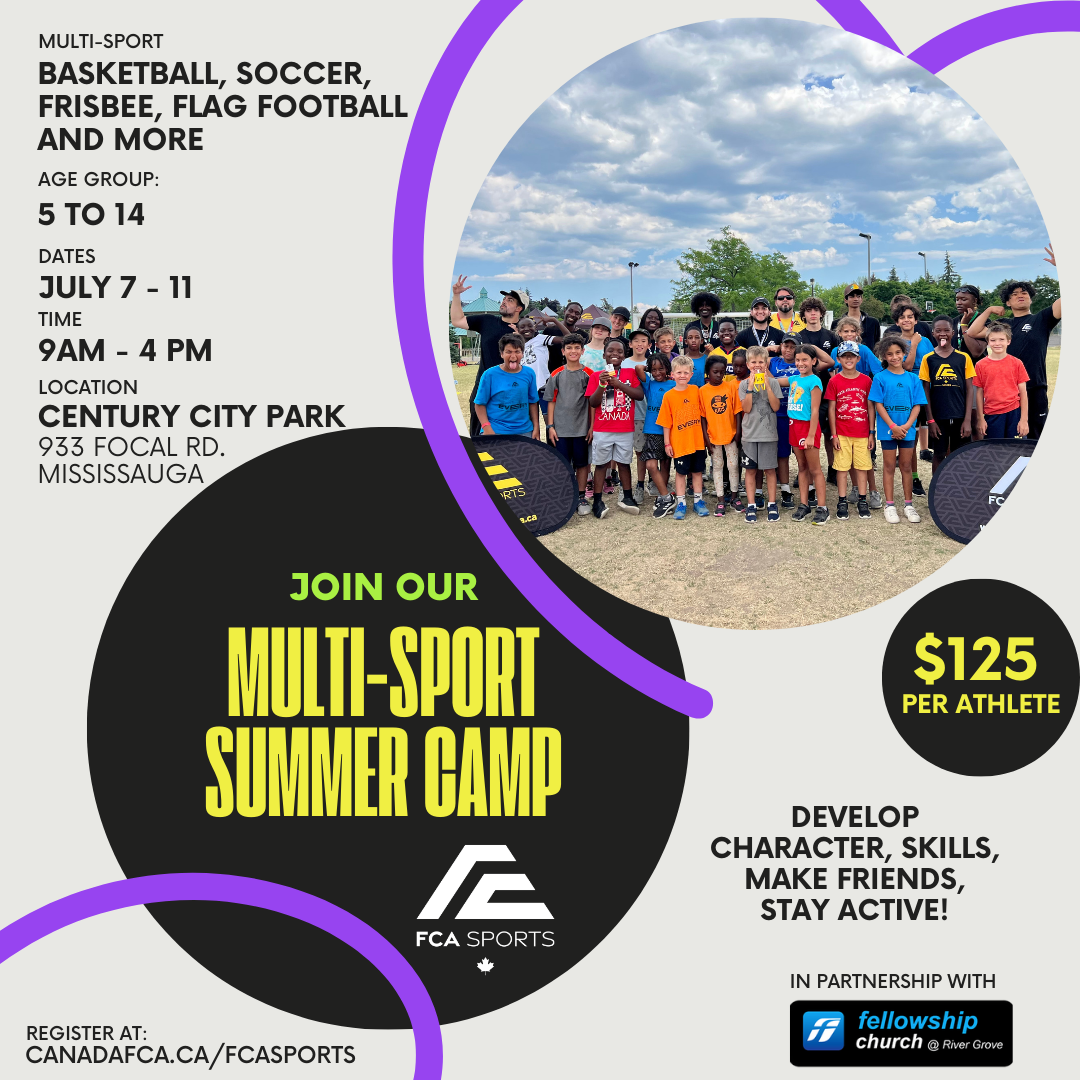 MULTI-SPORT
BASKETBALL, SOCCER,
FRISBEE, FLAG FOOTBALL
AND MORE
AGE GROUP:
5 TO 14
DATES
JULY 7 - 11
TIME
9AM - 4 PM
LOCATION
CENTURY CITY PARK
933 FOCAL RD.
MISSISSAUGA
JOIN OUR
MULTI-SPORT
SUMMER CAMP
FCA SPORTS
$125
PER ATHLETE
DEVELOP
CHARACTER, SKILLS,
MAKE FRIENDS,
STAY ACTIVE!
IN PARTNERSHIP WITH
fellowship
church @ River Grove
REGISTER AT:
CANADAFCA.CA/FCASPORTS
CANADA